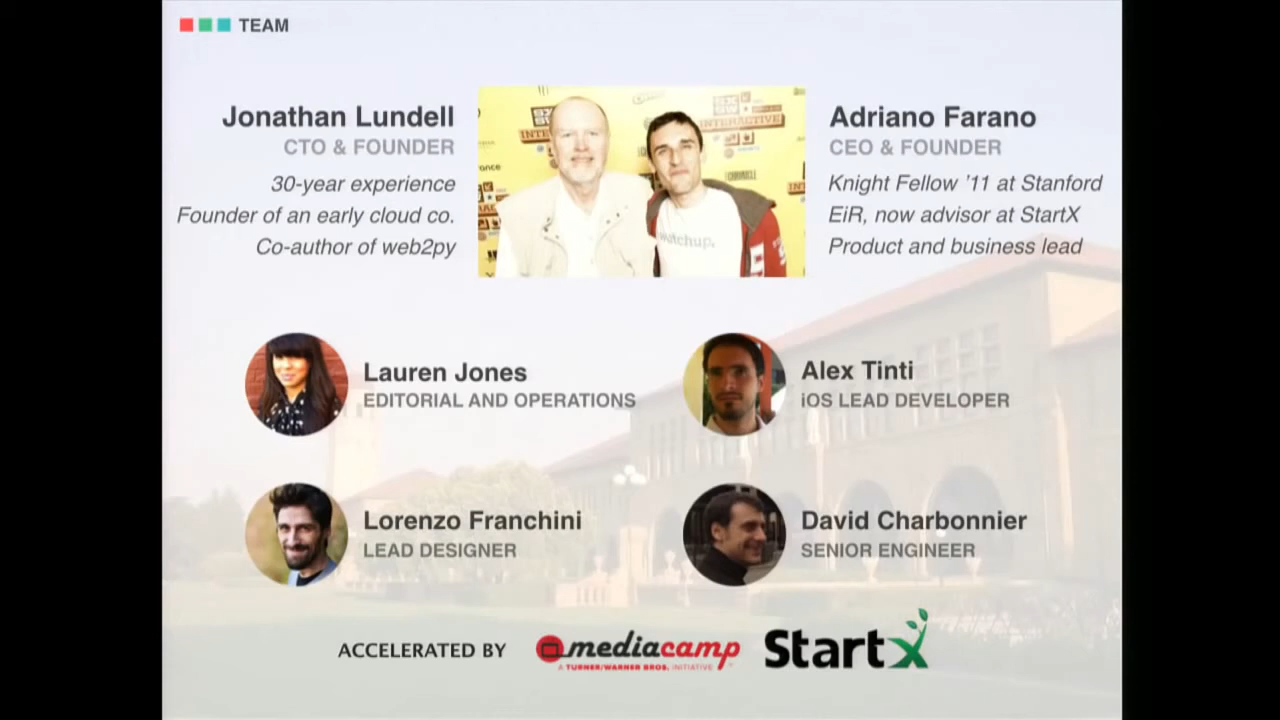 TEAM
Jonathan Lundell
CTO & FOUNDER
30-year experience
Founder of an early cloud co.
Co-author of web2py
SXSW
INTERACTIVE
watchup.
Adriano Farano
CEO & FOUNDER
Knight Fellow ’11 at Stanford
EiR, now advisor at StartX
Product and business lead
Lauren Jones
EDITORIAL AND OPERATIONS
Alex Tinti
iOS LEAD DEVELOPER
Lorenzo Franchini
LEAD DESIGNER
David Charbonnier
SENIOR ENGINEER
ACCELERATED BY
mediacamp
A TURNER/WARNER BROS. INITIATIVE
StartX